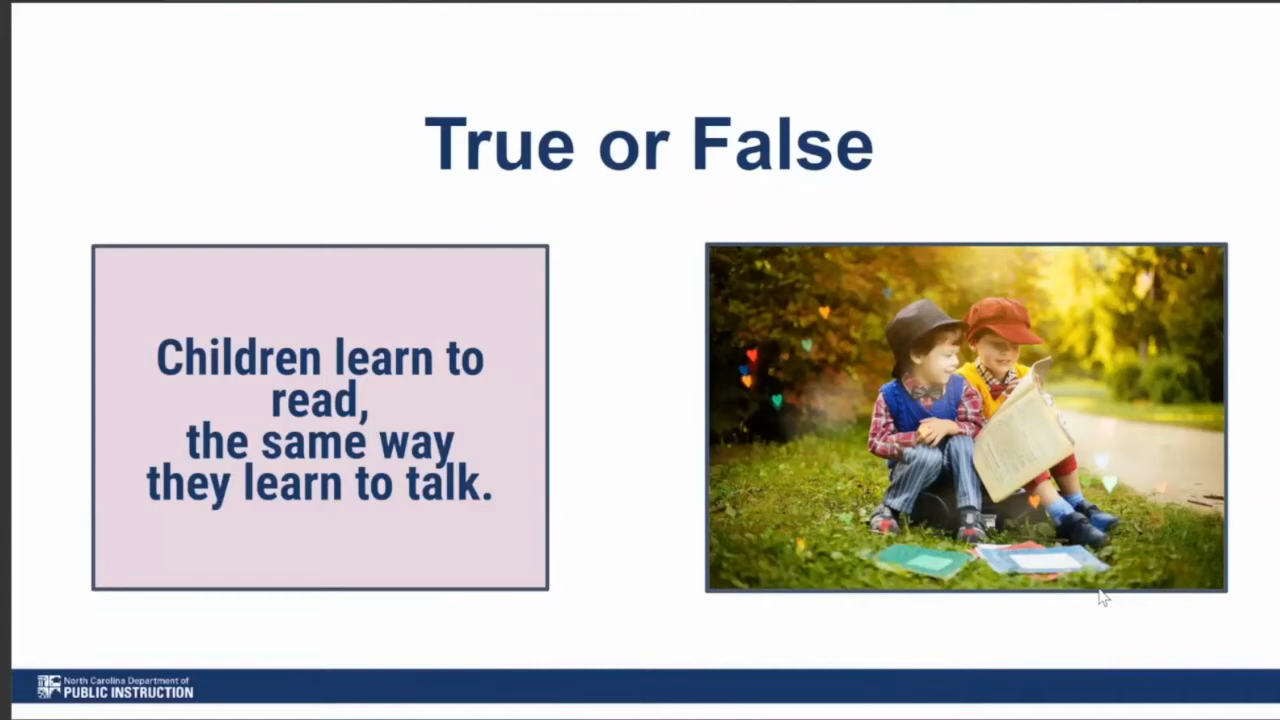 True or False
Children learn to
read,
the same way
they learn to talk.
North Carolina Department of
PUBLIC INSTRUCTION